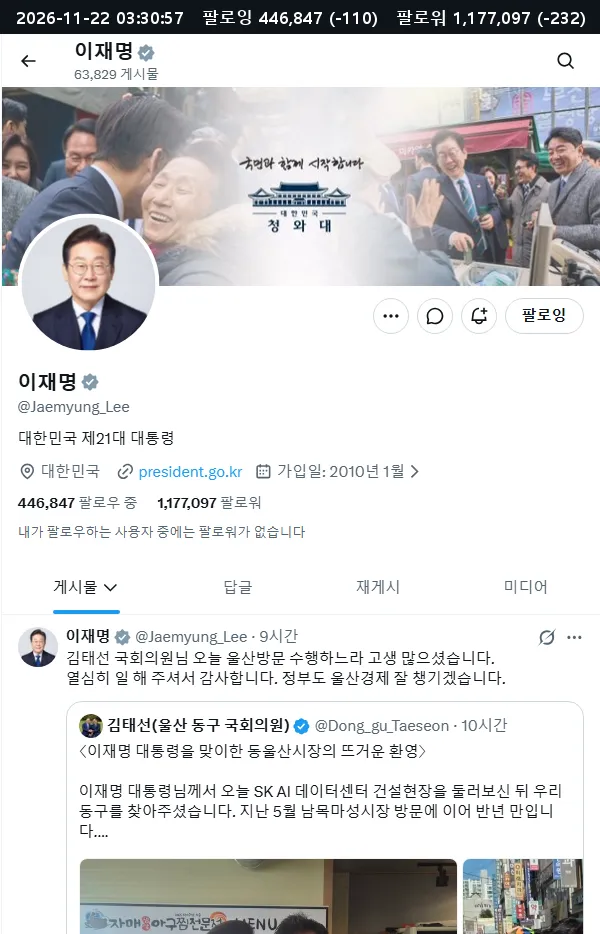 2026-11-22 03:30:57 팔로잉 446,847 (-110) 팔로워 1,177,097 (-232)
이재명
63,829 게시물
국민과 함께 시작합니다
대한민국
청와대
팔로잉
이재명
@Jaemyung_Lee
대한민국 제21대 대통령
대한민국 president.go.kr 가입일: 2010년 1월
446,847 팔로우 중 1,177,097 팔로워
내가 팔로우하는 사용자 중에는 팔로워가 없습니다
게시물 답글 재게시 미디어
이재명 @Jaemyung_Lee · 9시간
김태선 국회의원님 오늘 울산방문 수행하느라 고생 많으셨습니다.
열심히 일 해 주셔서 감사합니다. 정부도 울산경제 잘 챙기겠습니다.
김태선(울산 동구 국회의원) @Dong_gu_Taeseon · 10시간
〈이재명 대통령을 맞이한 동울산시장의 뜨거운 환영〉
이재명 대통령님께서 오늘 SK AI 데이터센터 건설현장을 둘러보신 뒤 우리
동구를 찾아주셨습니다. 지난 5월 남목마성시장 방문에 이어 반년 만입니
다....
자매아구찜전문점 MENU